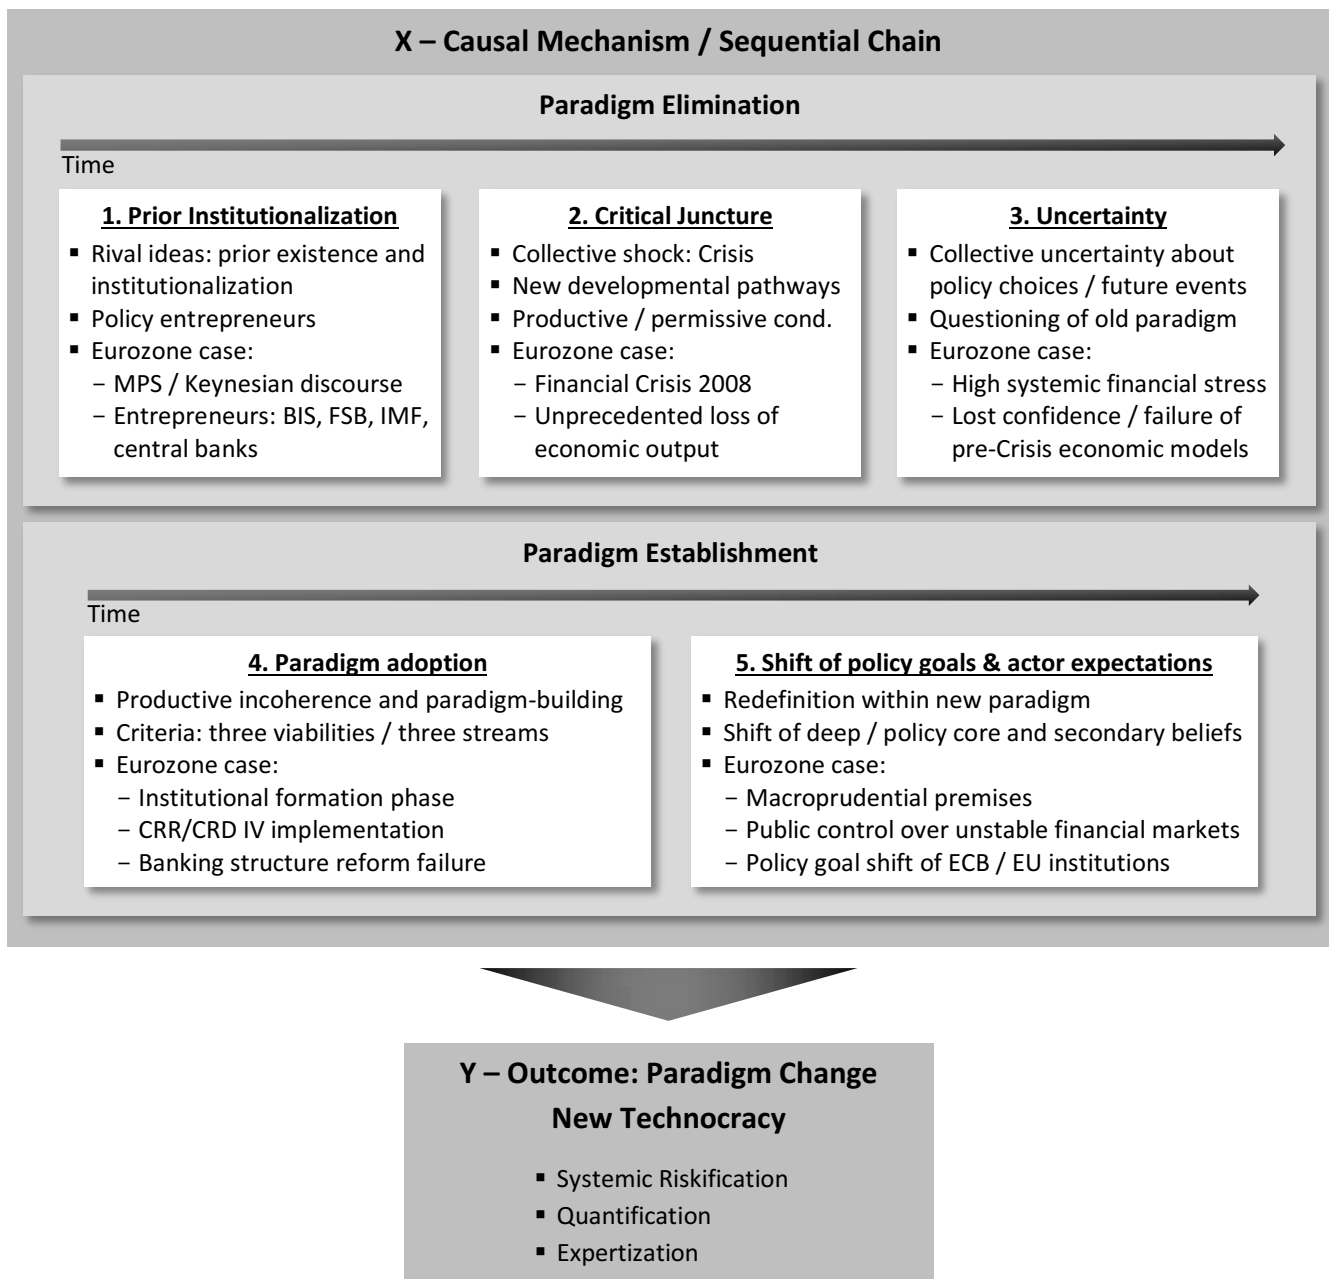 X – Causal Mechanism / Sequential Chain
Paradigm Elimination
Time
1. Prior Institutionalization
▪ Rival ideas: prior existence and
institutionalization
▪ Policy entrepreneurs
▪ Eurozone case:
– MPS / Keynesian discourse
– Entrepreneurs: BIS, FSB, IMF,
central banks
2. Critical Juncture
▪ Collective shock: Crisis
▪ New developmental pathways
▪ Productive / permissive cond.
▪ Eurozone case:
– Financial Crisis 2008
– Unprecedented loss of
economic output
3. Uncertainty
▪ Collective uncertainty about
policy choices / future events
▪ Questioning of old paradigm
▪ Eurozone case:
– High systemic financial stress
– Lost confidence / failure of
pre-Crisis economic models
Paradigm Establishment
Time
4. Paradigm adoption
▪ Productive incoherence and paradigm-building
▪ Criteria: three viabilities / three streams
▪ Eurozone case:
– Institutional formation phase
– CRR/CRD IV implementation
– Banking structure reform failure
5. Shift of policy goals & actor expectations
▪ Redefinition within new paradigm
▪ Shift of deep / policy core and secondary beliefs
▪ Eurozone case:
– Macroprudential premises
– Public control over unstable financial markets
– Policy goal shift of ECB / EU institutions
Y – Outcome: Paradigm Change
New Technocracy
▪ Systemic Riskification
▪ Quantification
▪ Expertization